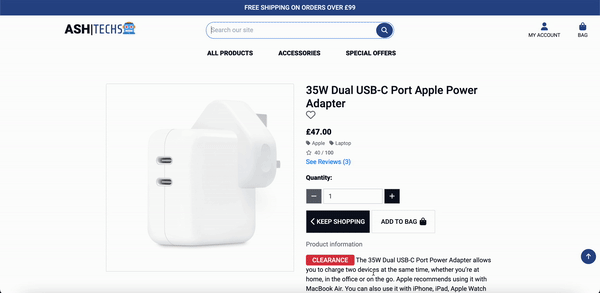 FREE SHIPPING ON ORDERS OVER £99
ASH|TECHS
Search our site
MY ACCOUNT
BAG
ALL PRODUCTS
ACCESSORIES
SPECIAL OFFERS
35W Dual USB-C Port Apple Power
Adapter
£47.00
Apple
Laptop
40 / 100
See Reviews (3)
Quantity:
1
KEEP SHOPPING
ADD TO BAG
Product information
CLEARANCE The 35W Dual USB-C Port Power Adapter allows
you to charge two devices at the same time, whether you're at
home, in the office or on the go. Apple recommends using it with
MacBook Air. You can also use it with iPhone, iPad, Apple Watch